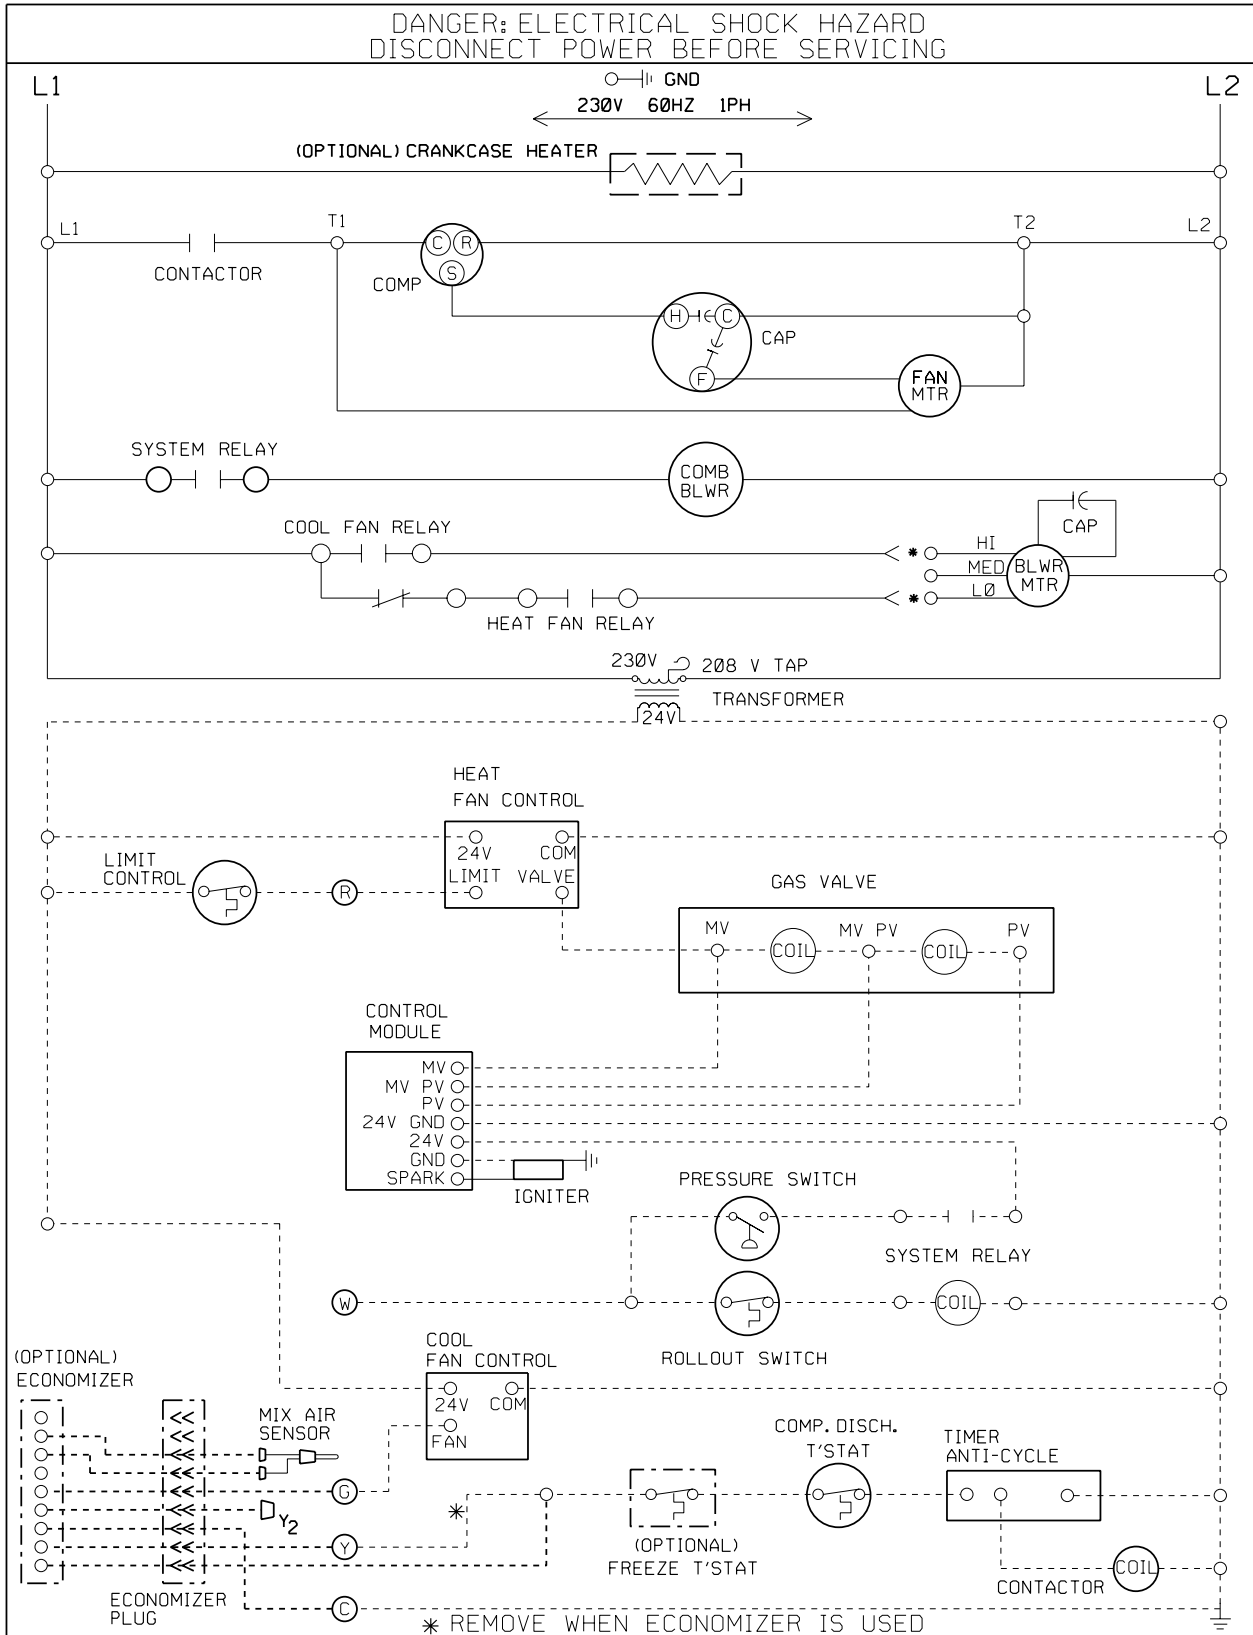 DANGER: ELECTRICAL SHOCK HAZARD
DISCONNECT POWER BEFORE SERVICING
L1
GND
L2
230V 60HZ 1PH
(OPTIONAL) CRANKCASE HEATER
L1
T1
C R
T2
L2
CONTACTOR
S
COMP
H C
CAP
F
FAN
MTR
SYSTEM RELAY
COMB
BLWR
CAP
COOL FAN RELAY
* HI
MED
BLWR
MTR
* LØ
HEAT FAN RELAY
230V
208 V TAP
TRANSFORMER
24V
HEAT
FAN CONTROL
24V COM
LIMIT VALVE
LIMIT
CONTROL
R
GAS VALVE
MV
MV PV
PV
COIL
COIL
CONTROL
MODULE
MV
MV PV
PV
24V GND
24V
GND
SPARK
IGNITER
PRESSURE SWITCH
SYSTEM RELAY
W
COIL
ROLLOUT SWITCH
COOL
FAN CONTROL
24V COM
FAN
(OPTIONAL)
ECONOMIZER
MIX AIR
SENSOR
COMP. DISCH.
T'STAT
TIMER
ANTI-CYCLE
G
Y2
*
Y
(OPTIONAL)
FREEZE T'STAT
COIL
CONTACTOR
ECONOMIZER
PLUG
C
* REMOVE WHEN ECONOMIZER IS USED